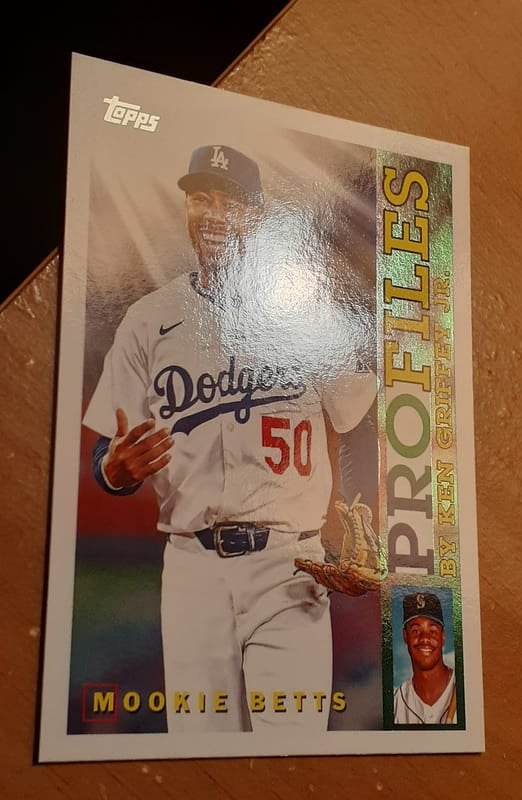 topps
LA
Dodgers
50
PROFILES
BY KEN GRIFFEY JR.
S
MOOKIE BETTS